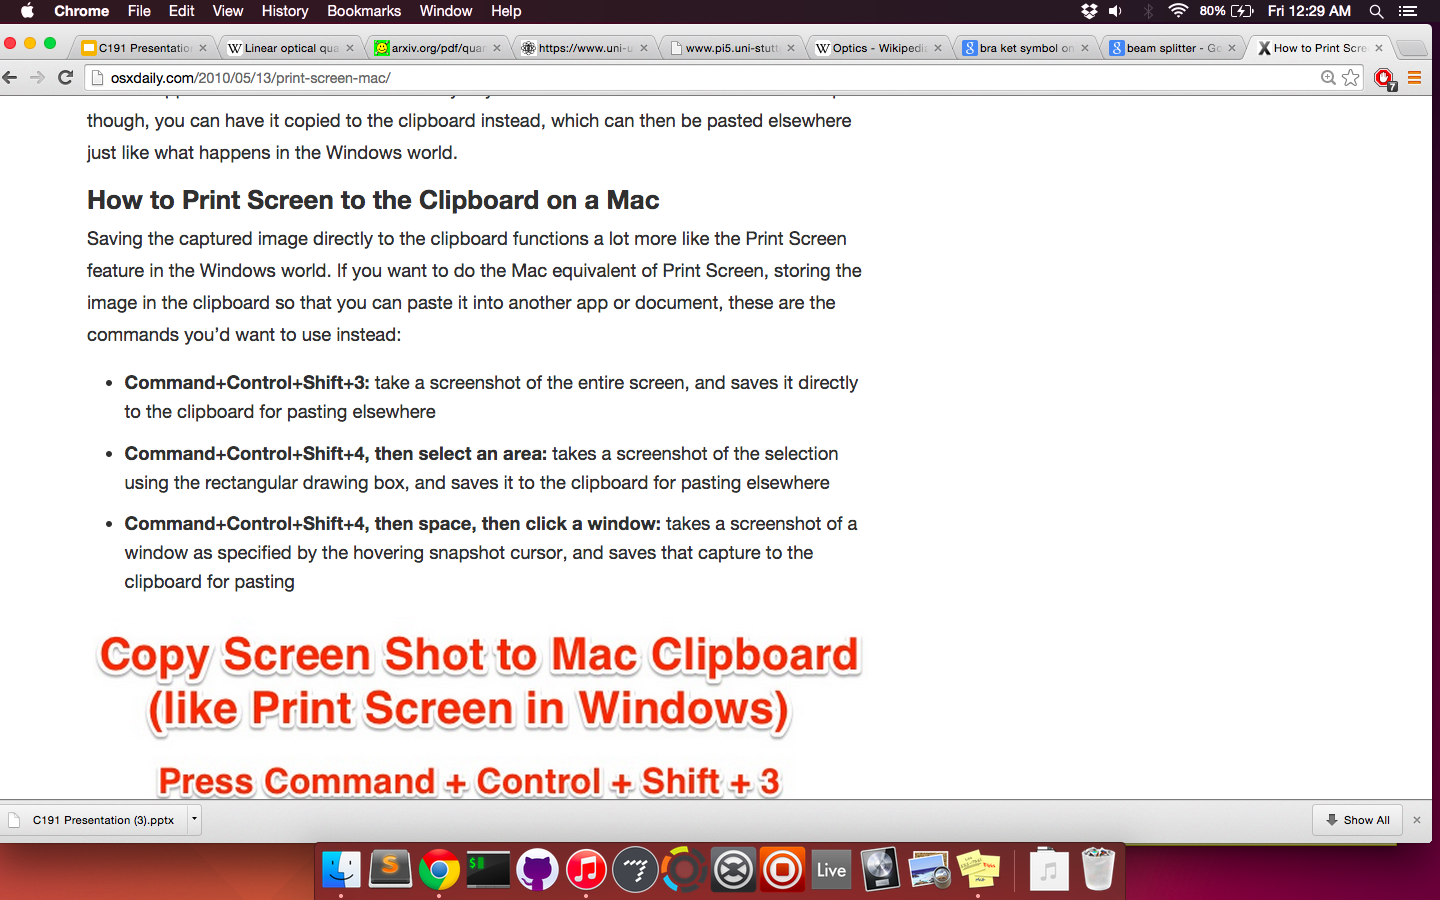 Chrome File Edit View History Bookmarks Window Help 80% Fri 12:29 AM
C191 Presentation Linear optical qua arxiv.org/pdf/quan https://www.uni-u www.pi5.uni-stutt Optics - Wikipedia bra ket symbol on beam splitter - Go How to Print Scre
osxdaily.com/2010/05/13/print-screen-mac/ 7
though, you can have it copied to the clipboard instead, which can then be pasted elsewhere
just like what happens in the Windows world.
How to Print Screen to the Clipboard on a Mac
Saving the captured image directly to the clipboard functions a lot more like the Print Screen
feature in the Windows world. If you want to do the Mac equivalent of Print Screen, storing the
image in the clipboard so that you can paste it into another app or document, these are the
commands you’d want to use instead:
• Command+Control+Shift+3: take a screenshot of the entire screen, and saves it directly
to the clipboard for pasting elsewhere
• Command+Control+Shift+4, then select an area: takes a screenshot of the selection
using the rectangular drawing box, and saves it to the clipboard for pasting elsewhere
• Command+Control+Shift+4, then space, then click a window: takes a screenshot of a
window as specified by the hovering snapshot cursor, and saves that capture to the
clipboard for pasting
Copy Screen Shot to Mac Clipboard
(like Print Screen in Windows)
Press Command + Control + Shift + 3
C191 Presentation (3).pptx Show All
S $ Live